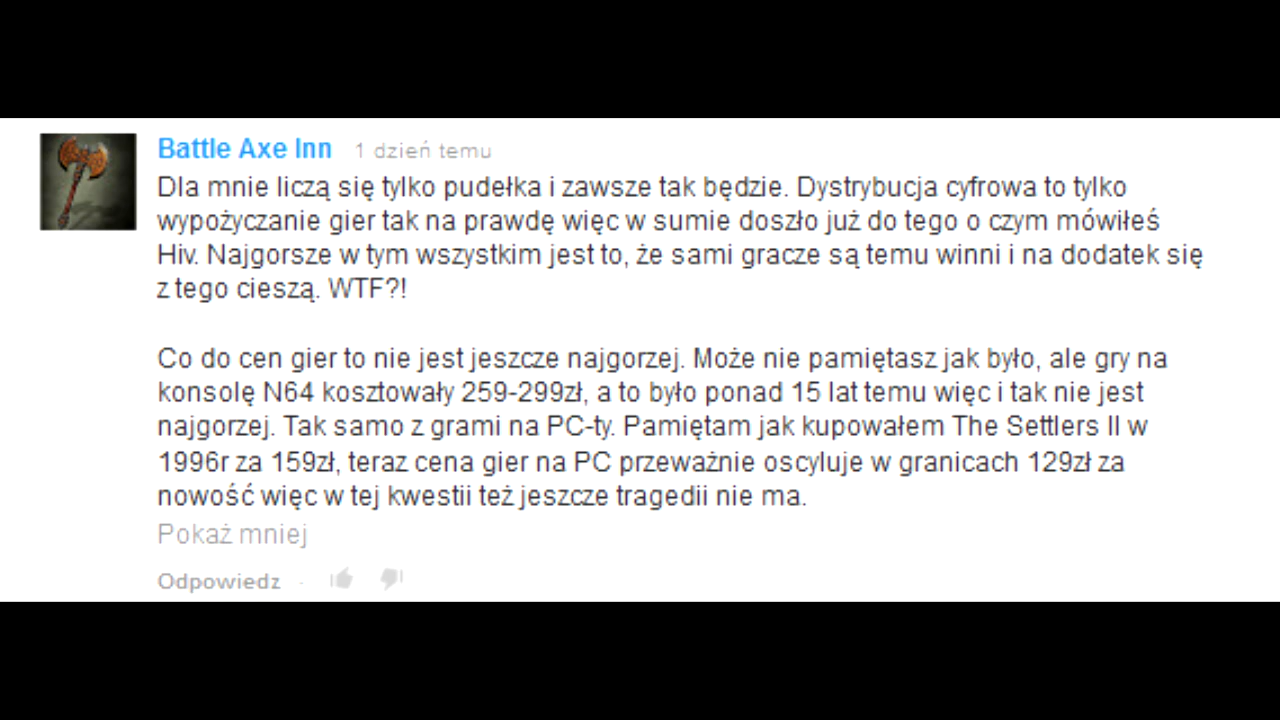 Battle Axe Inn 1 dzień temu
Dla mnie liczą się tylko pudełka i zawsze tak będzie. Dystrybucja cyfrowa to tylko
wypożyczanie gier tak na prawdę więc w sumie doszło już do tego o czym mówiłeś
Hiv. Najgorsze w tym wszystkim jest to, że sami gracze są temu winni i na dodatek się
z tego cieszą. WTF?!
Co do cen gier to nie jest jeszcze najgorzej. Może nie pamiętasz jak było, ale gry na
konsolę N64 kosztowały 259-299zł, a to było ponad 15 lat temu więc i tak nie jest
najgorzej. Tak samo z grami na PC-ty. Pamiętam jak kupowałem The Settlers II w
1996r za 159zł, teraz cena gier na PC przeważnie oscyluje w granicach 129zł za
nowość więc w tej kwestii też jeszcze tragedii nie ma.
Pokaż mniej
Odpowiedz ·